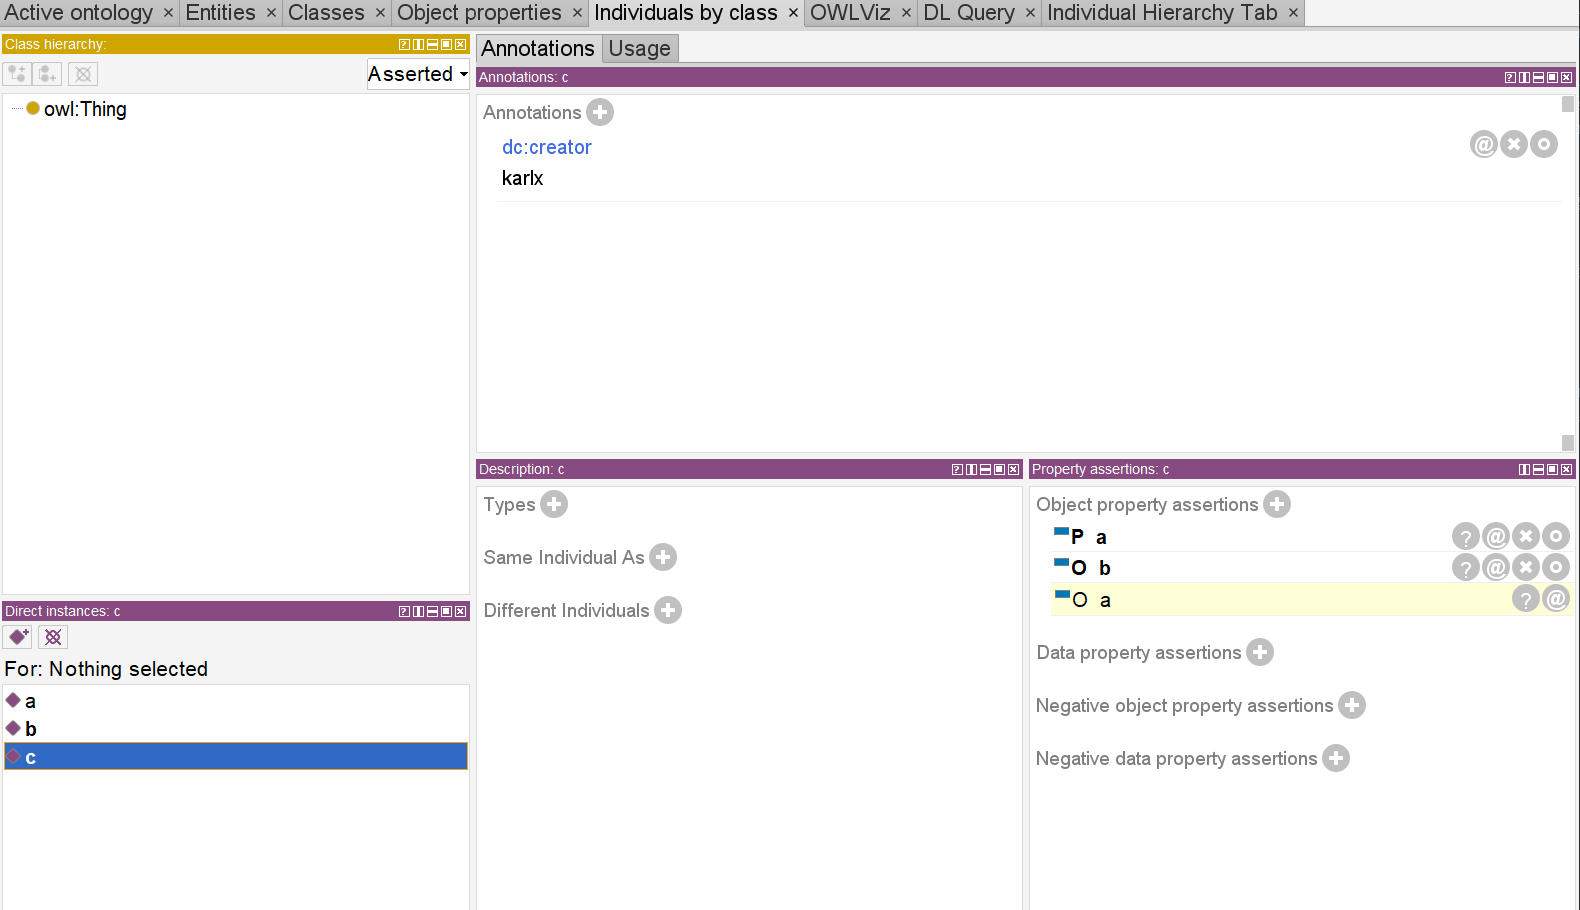 Active ontology × Entities × Classes × Object properties × Individuals by class × OWLViz × DL Query × Individual Hierarchy Tab ×
Class hierarchy:
Asserted
owl:Thing
Direct instances: c
For: Nothing selected
a
b
c
Annotations Usage
Annotations: c
Annotations
dc:creator
karlx
Description: c
Types
Same Individual As
Different Individuals
Property assertions: c
Object property assertions
P a
O b
O a
Data property assertions
Negative object property assertions
Negative data property assertions